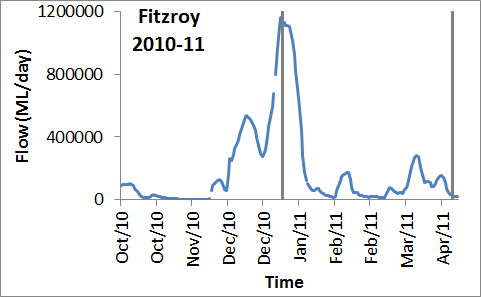 Fitzroy
2010-11
1200000
800000
400000
0
Flow (ML/day)
Oct/10
Oct/10
Nov/10
Dec/10
Dec/10
Jan/11
Feb/11
Feb/11
Mar/11
Apr/11
Time